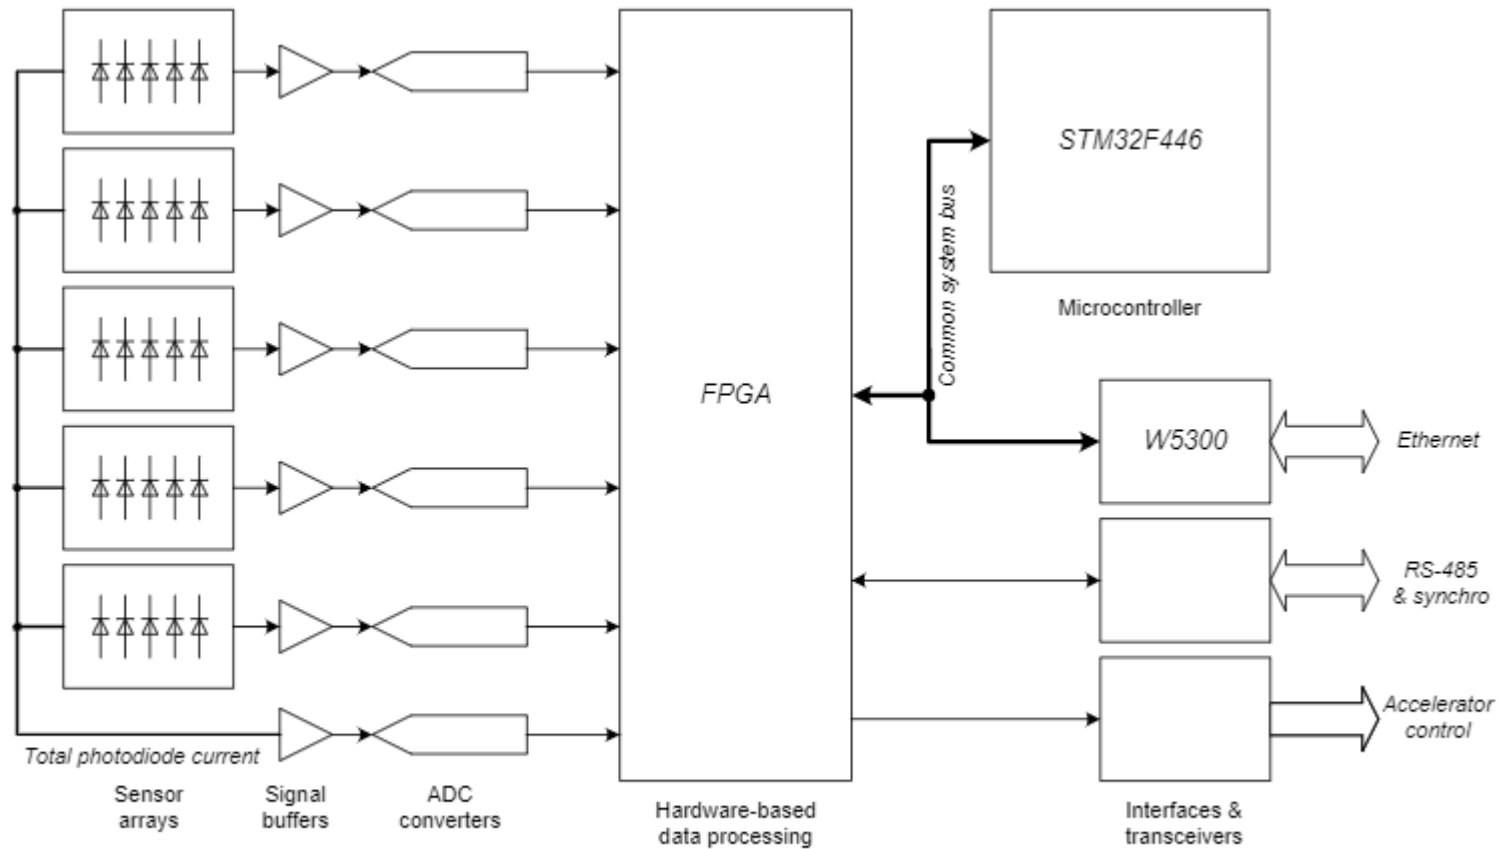 STM32F446
Microcontroller
Common system bus
FPGA
W5300
Ethernet
RS-485
& synchro
Accelerator
control
Total photodiode current
Sensor
arrays
Signal
buffers
ADC
converters
Hardware-based
data processing
Interfaces &
transceivers